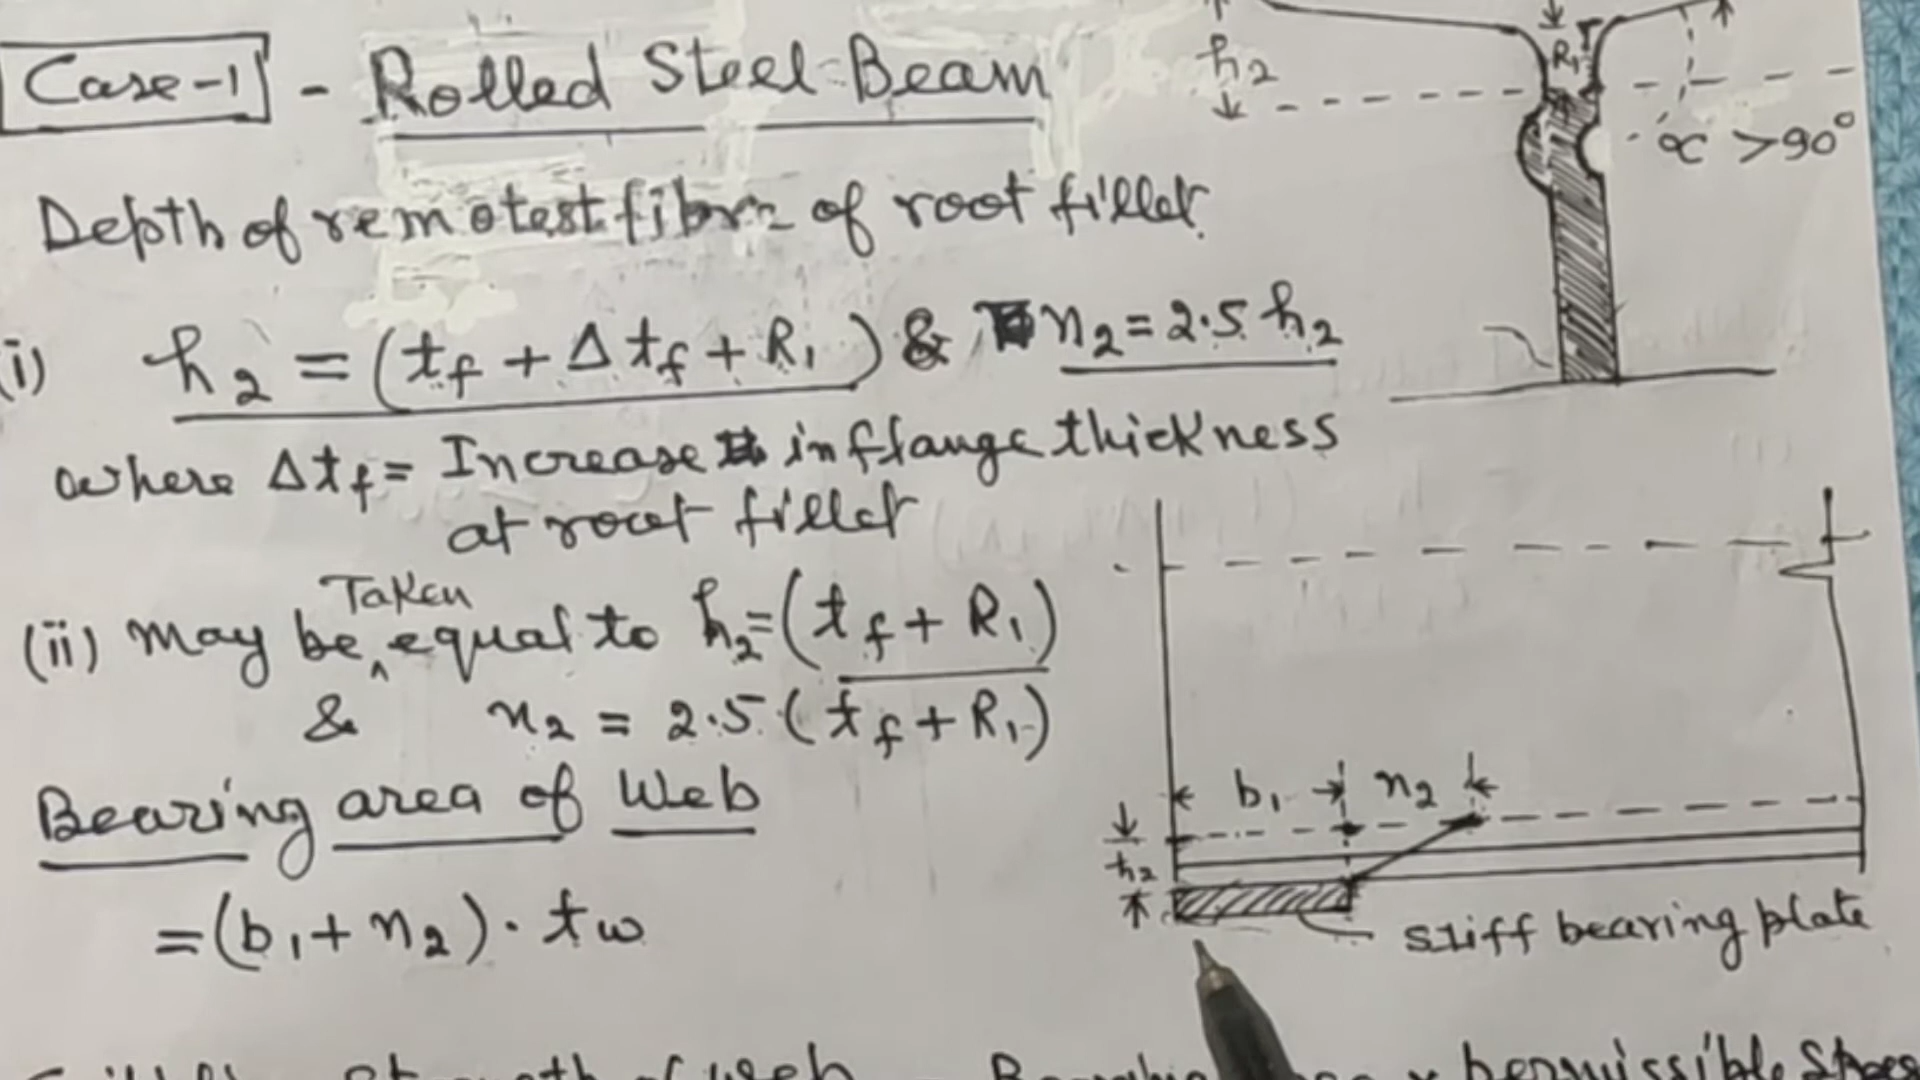 Case-1 - Rolled Steel Beam
Depth of remotest fibre of root fillet
(i) h2 = (tf + Δtf + R1) & n2 = 2.5 h2
where Δtf = Increase in flange thickness
at root fillet
(ii) may be Taken equal to h2 = (tf + R1)
& n2 = 2.5 (tf + R1)
Bearing area of Web
= (b1 + n2) · tw
h2
R1
α > 90°
b1
n2
h2
stiff bearing plate
of web
permissible